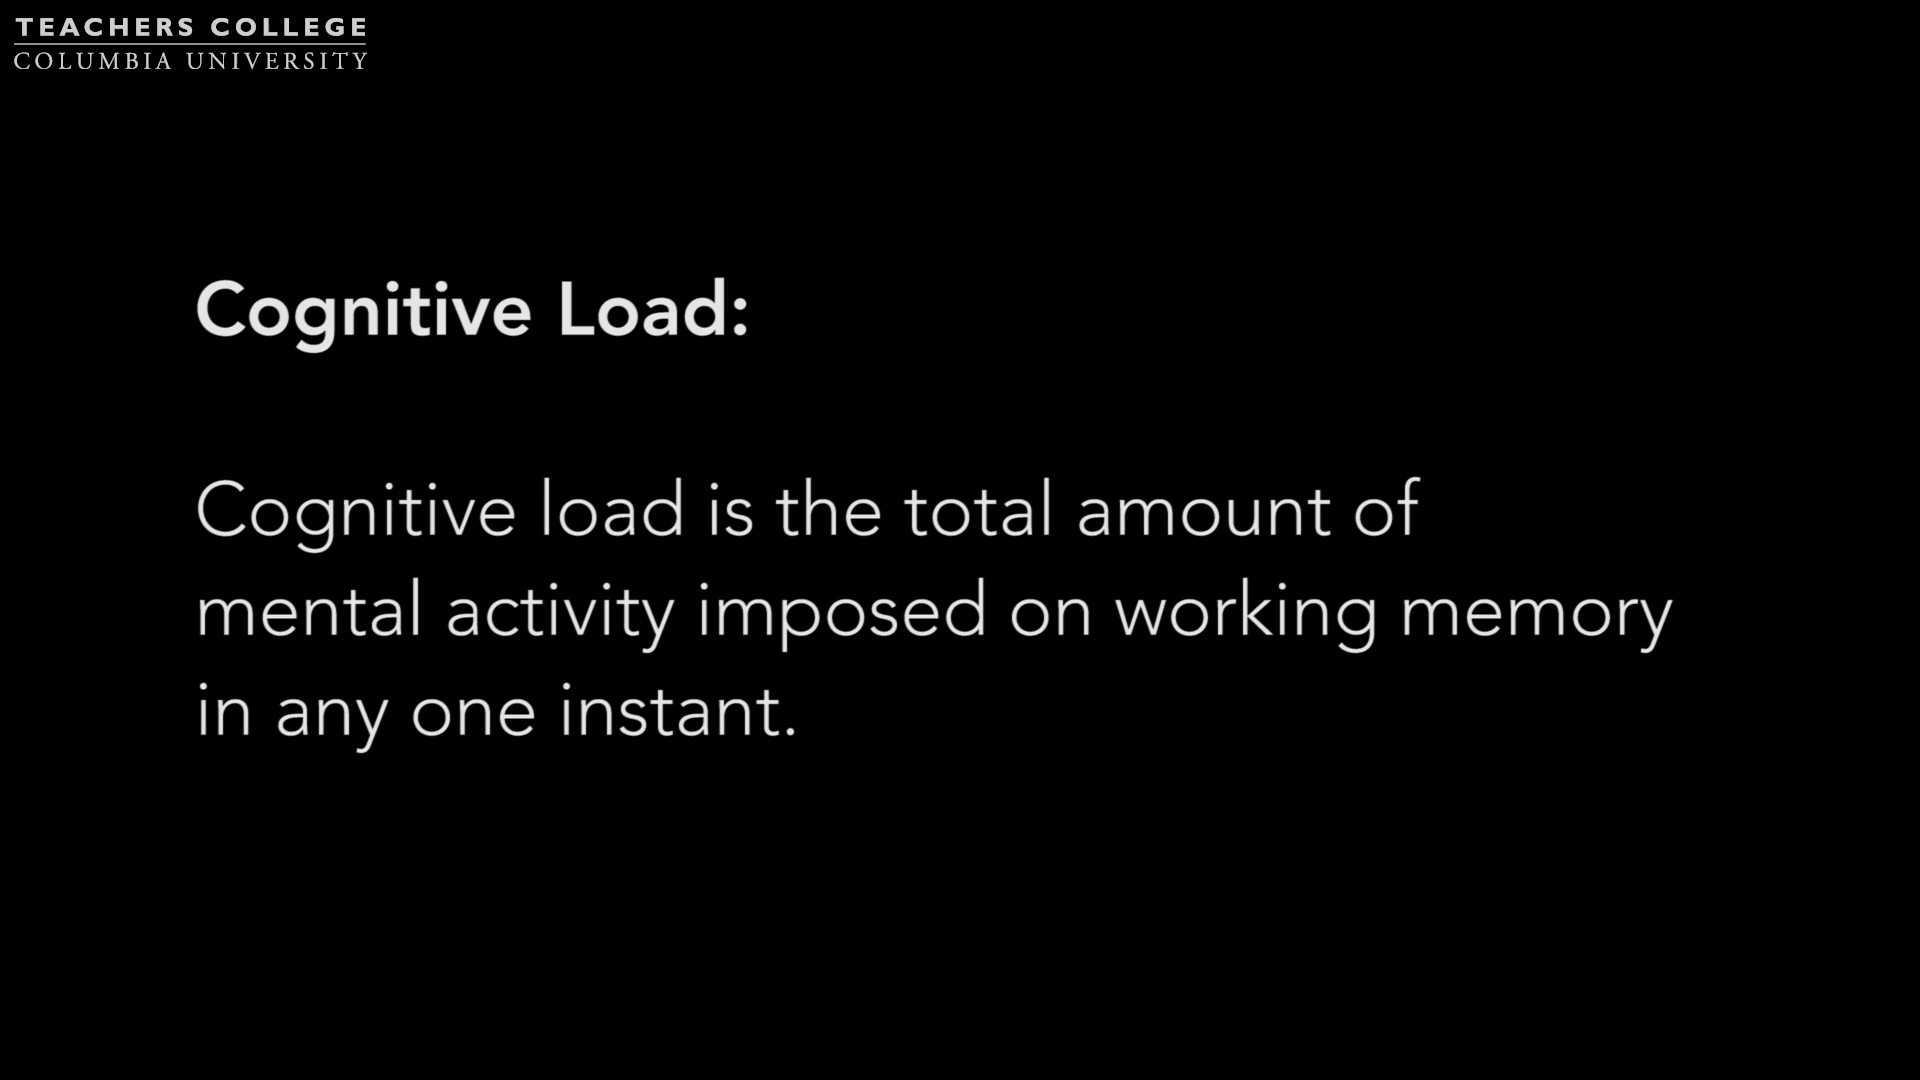 TEACHERS COLLEGE
COLUMBIA UNIVERSITY
Cognitive Load:
Cognitive load is the total amount of
mental activity imposed on working memory
in any one instant.